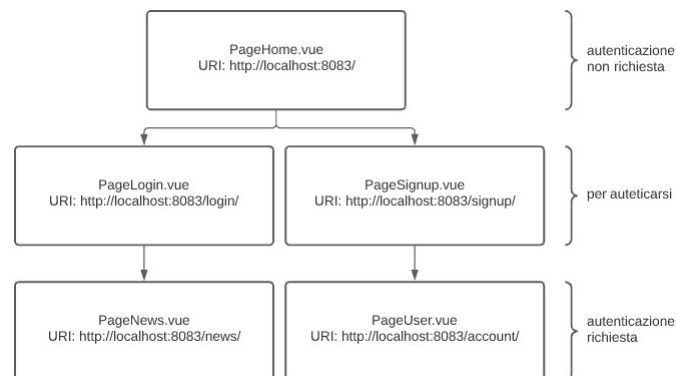 PageHome.vue
URI: http://localhost:8083/
autenticazione
non richiesta
PageLogin.vue
URI: http://localhost:8083/login/
PageSignup.vue
URI: http://localhost:8083/signup/
per auteticarsi
PageNews.vue
URI: http://localhost:8083/news/
PageUser.vue
URI: http://localhost:8083/account/
autenticazione
richiesta